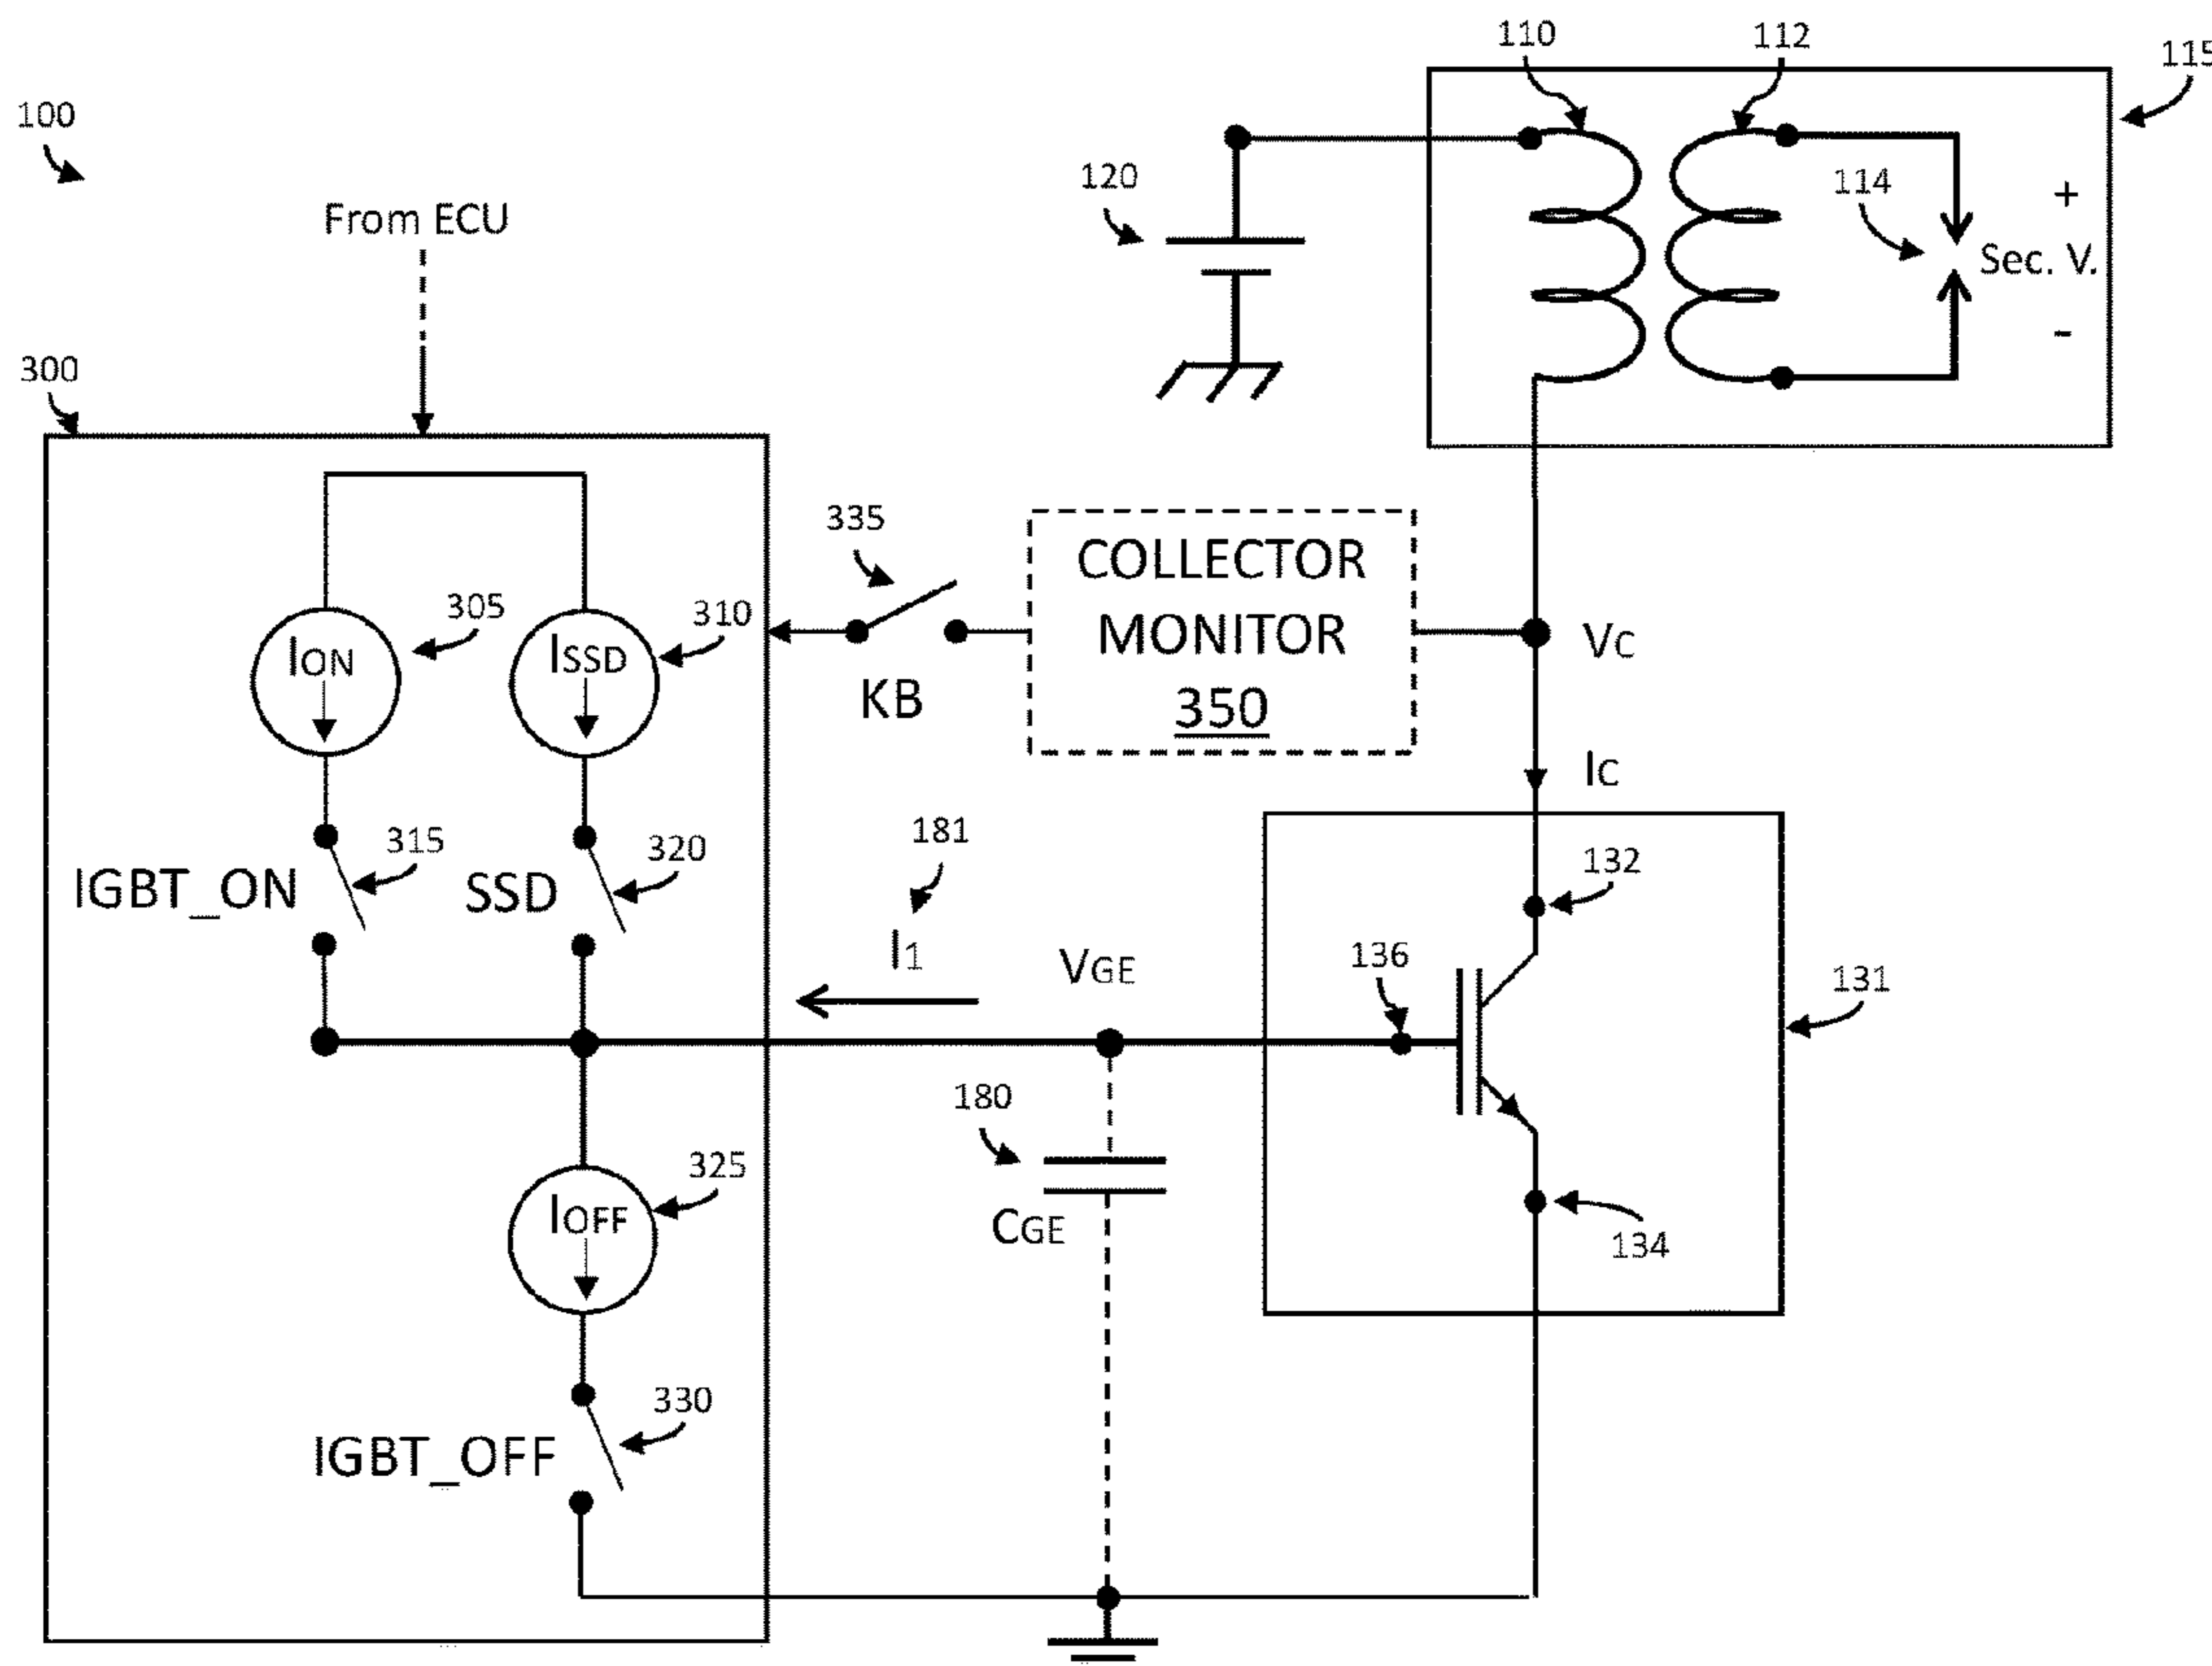 110
112
115
100
120
114
+
From ECU
Sec. V.
-
300
335
COLLECTOR
MONITOR
350
KB
VC
305
310
ION
ISSD
IC
181
315
320
132
IGBT_ON
SSD
I1
VGE
136
131
180
325
IOFF
CGE
134
330
IGBT_OFF